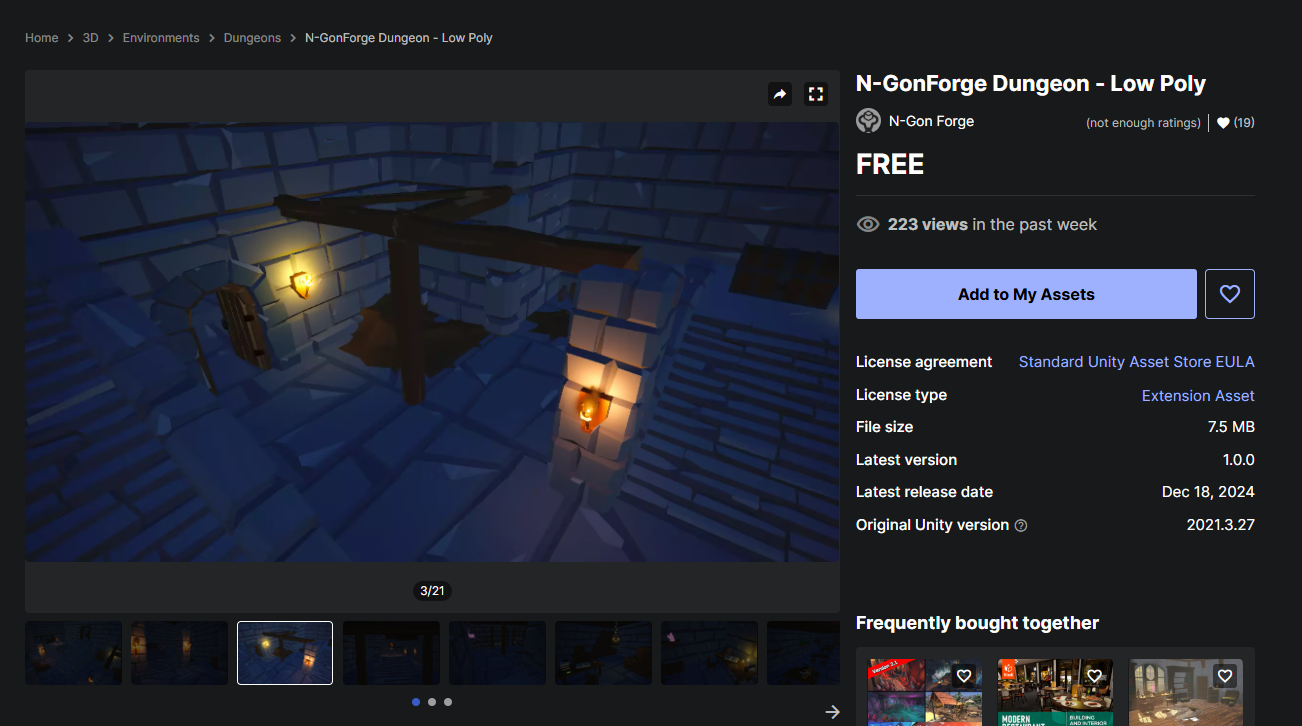 Home > 3D > Environments > Dungeons > N-GonForge Dungeon - Low Poly
N-GonForge Dungeon - Low Poly
N-Gon Forge
(not enough ratings) | (19)
FREE
223 views in the past week
Add to My Assets
License agreement Standard Unity Asset Store EULA
License type Extension Asset
File size 7.5 MB
Latest version 1.0.0
Latest release date Dec 18, 2024
Original Unity version 2021.3.27
3/21
Frequently bought together
Version 2.1
MODERN
BUILDING
AND INTERIOR